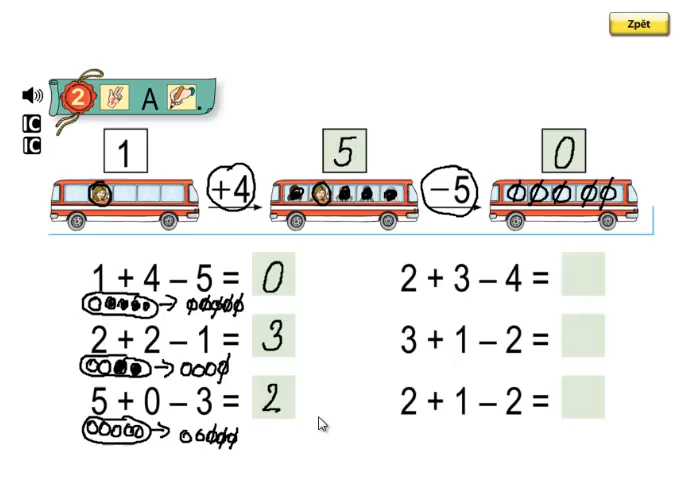 Zpět
2 A .
1 5 0
+4 −5
1 + 4 − 5 = 0
2 + 3 − 4 =
2 + 2 − 1 = 3
3 + 1 − 2 =
5 + 0 − 3 = 2
2 + 1 − 2 =